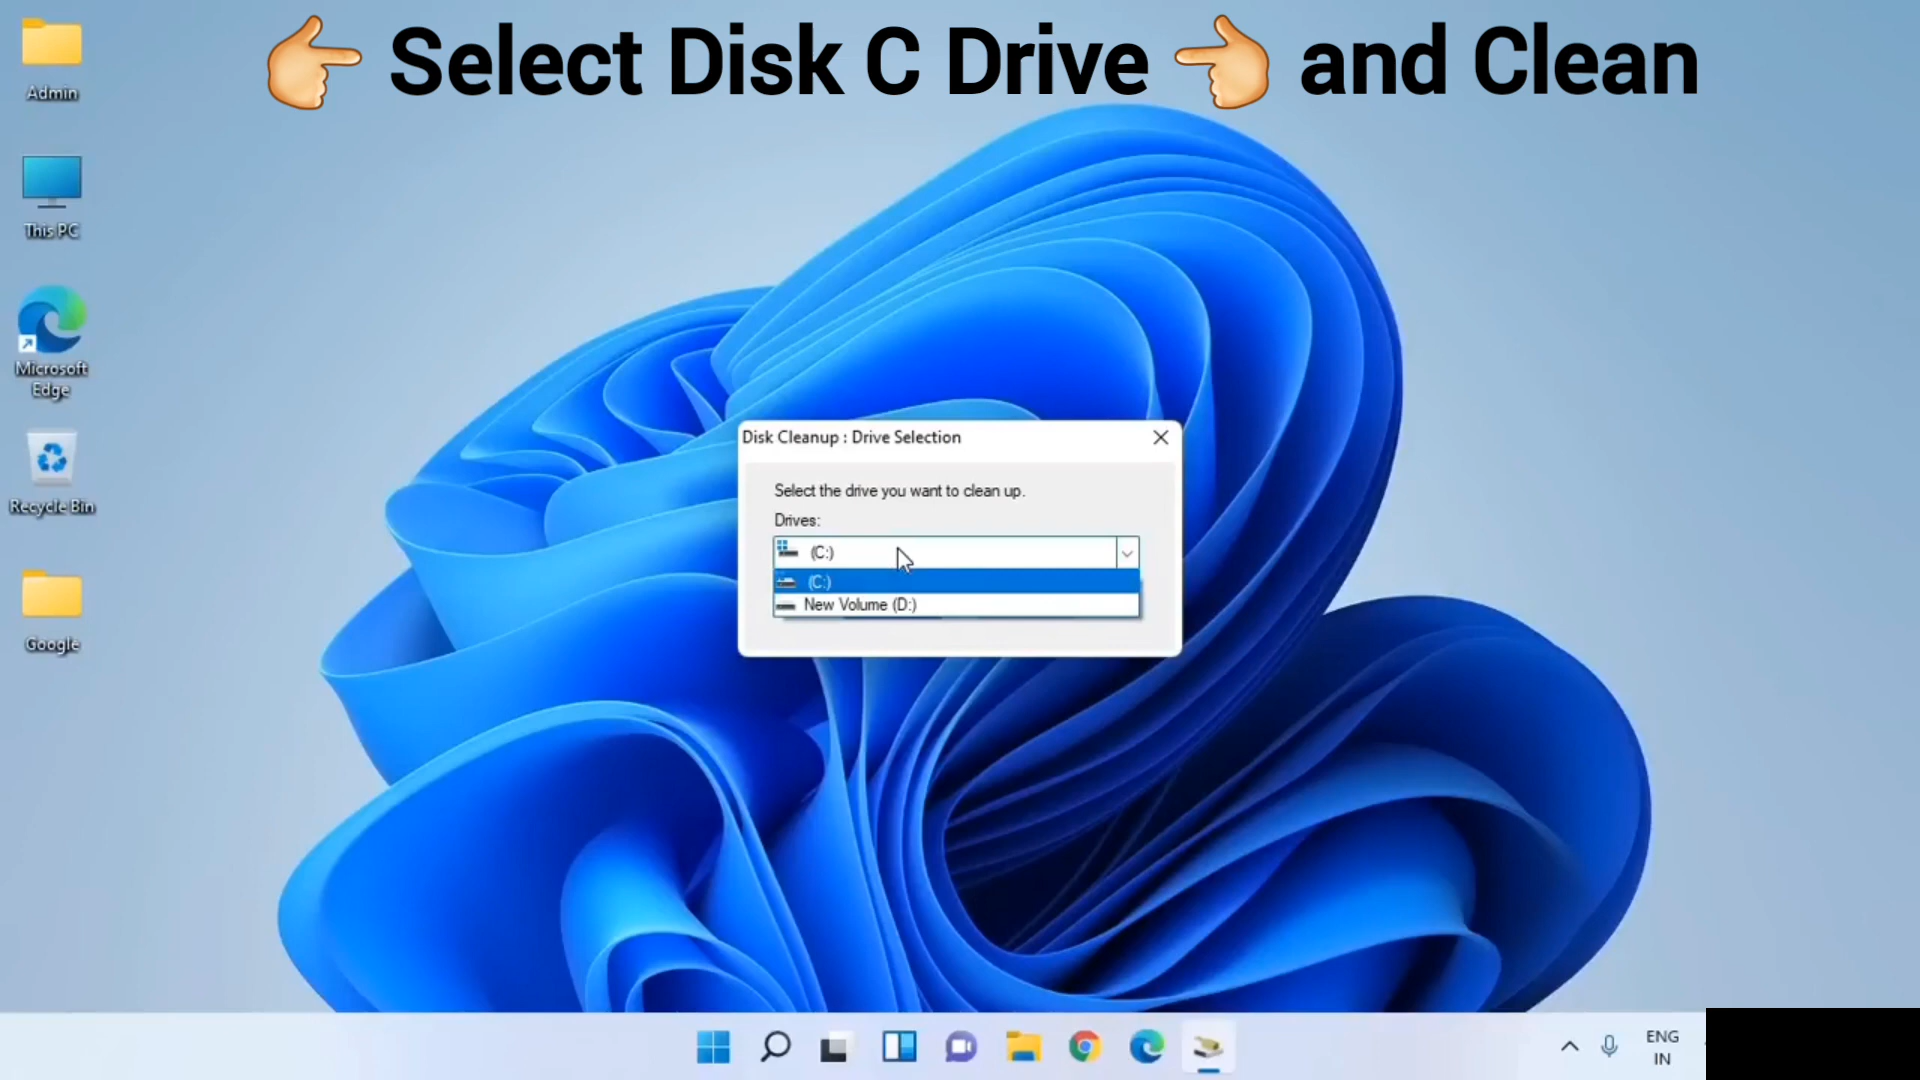 👉 Select Disk C Drive 👈 and Clean
Admin
This PC
Microsoft
Edge
Recycle Bin
Google
Disk Cleanup : Drive Selection
Select the drive you want to clean up.
Drives:
(C:)
(C:)
New Volume (D:)
ENG
IN